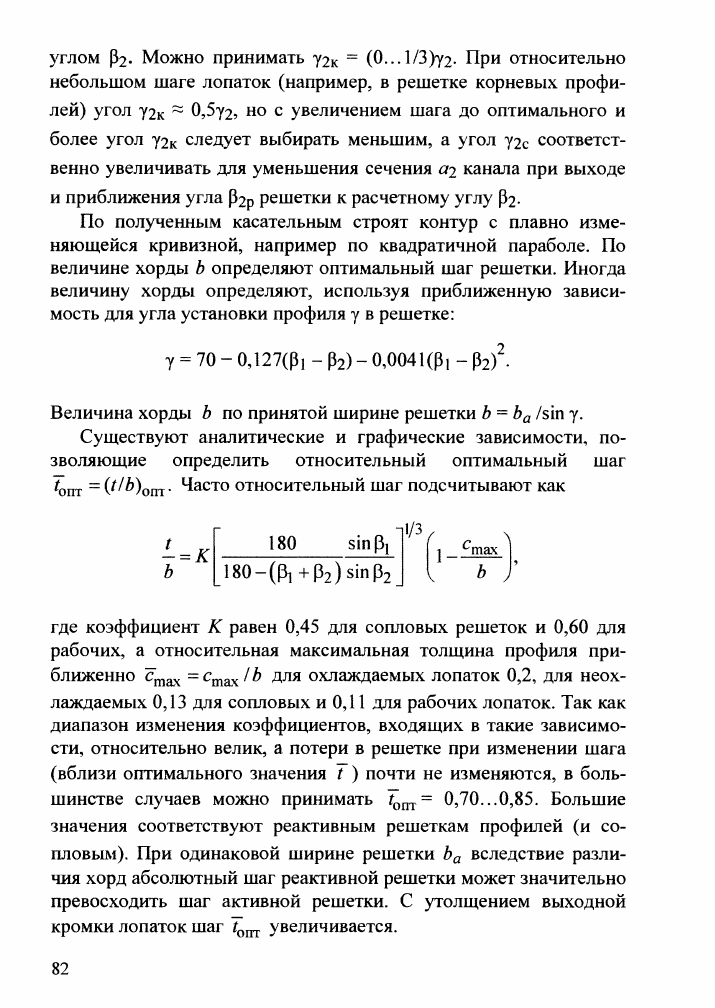 углом β₂. Можно принимать γ₂ₖ = (0...1/3)γ₂. При относительно
небольшом шаге лопаток (например, в решетке корневых профи-
лей) угол γ₂ₖ ≈ 0,5γ₂, но с увеличением шага до оптимального и
более угол γ₂ₖ следует выбирать меньшим, а угол γ₂c соответст-
венно увеличивать для уменьшения сечения a₂ канала при выходе
и приближения угла β₂ₚ решетки к расчетному углу β₂.
По полученным касательным строят контур с плавно изме-
няющейся кривизной, например по квадратичной параболе. По
величине хорды b определяют оптимальный шаг решетки. Иногда
величину хорды определяют, используя приближенную зависи-
мость для угла установки профиля γ в решетке:
γ = 70 − 0,127(β₁ − β₂) − 0,0041(β₁ − β₂)².
Величина хорды b по принятой ширине решетки b = bₐ /sin γ.
Существуют аналитические и графические зависимости, по-
зволяющие определить относительный оптимальный шаг
t̅опт = (t/b)опт. Часто относительный шаг подсчитывают как
t/b = K[180/(180−(β₁ + β₂)) sinβ₁/sinβ₂]^1/3 (1 − cmax/b),
где коэффициент K равен 0,45 для сопловых решеток и 0,60 для
рабочих, а относительная максимальная толщина профиля при-
ближенно c̅max = cmax / b для охлаждаемых лопаток 0,2, для неох-
лаждаемых 0,13 для сопловых и 0,11 для рабочих лопаток. Так как
диапазон изменения коэффициентов, входящих в такие зависимо-
сти, относительно велик, а потери в решетке при изменении шага
(вблизи оптимального значения t̅ ) почти не изменяются, в боль-
шинстве случаев можно принимать t̅опт = 0,70...0,85. Большие
значения соответствуют реактивным решеткам профилей (и со-
пловым). При одинаковой ширине решетки bₐ вследствие разли-
чия хорд абсолютный шаг реактивной решетки может значительно
превосходить шаг активной решетки. С утолщением выходной
кромки лопаток шаг t̅опт увеличивается.
82